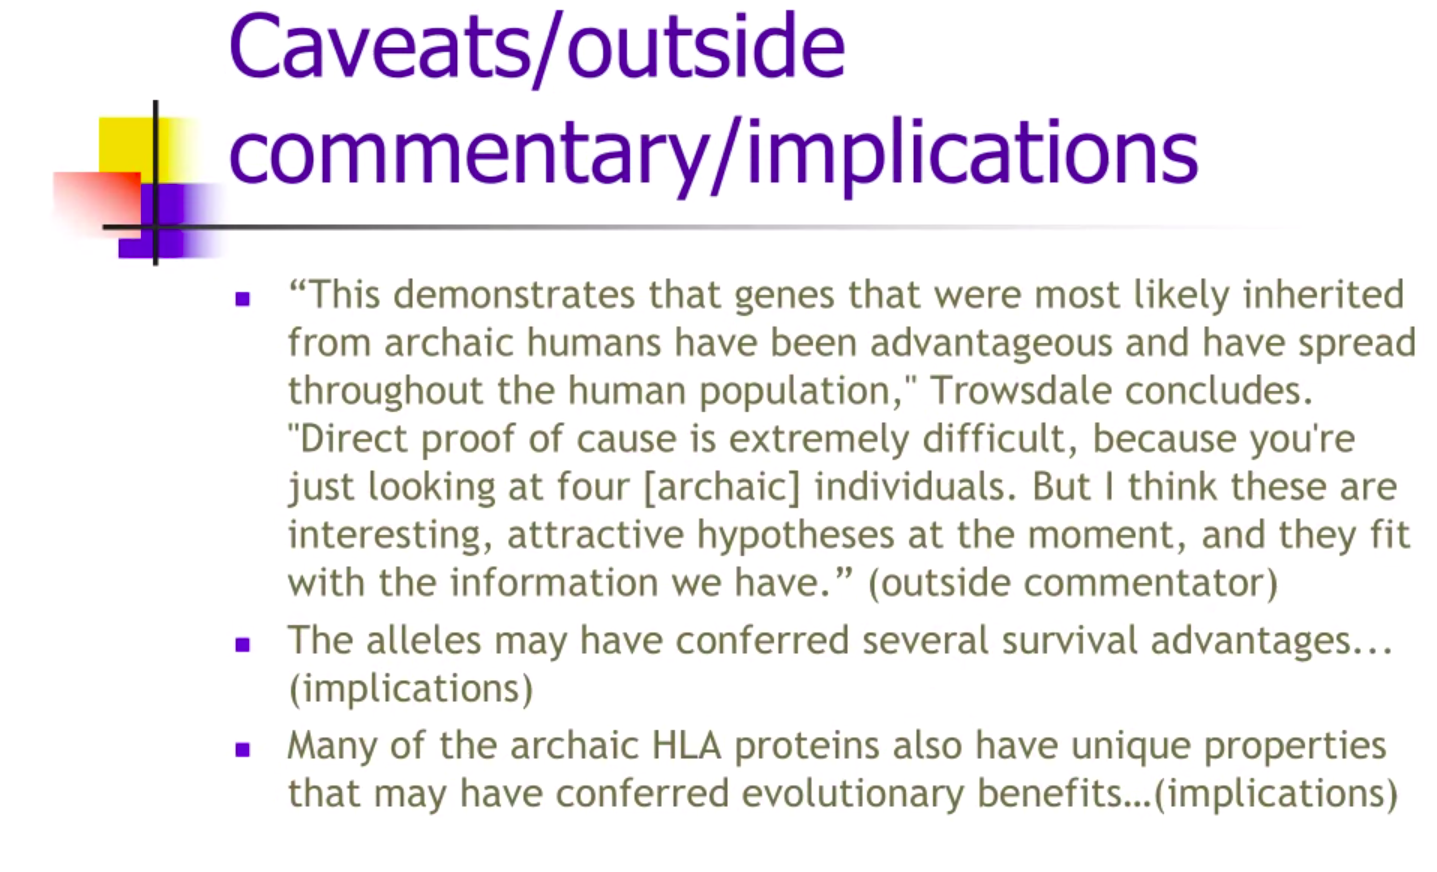 Caveats/outside
commentary/implications
“This demonstrates that genes that were most likely inherited
from archaic humans have been advantageous and have spread
throughout the human population," Trowsdale concludes.
"Direct proof of cause is extremely difficult, because you're
just looking at four [archaic] individuals. But I think these are
interesting, attractive hypotheses at the moment, and they fit
with the information we have.” (outside commentator)
The alleles may have conferred several survival advantages...
(implications)
Many of the archaic HLA proteins also have unique properties
that may have conferred evolutionary benefits…(implications)